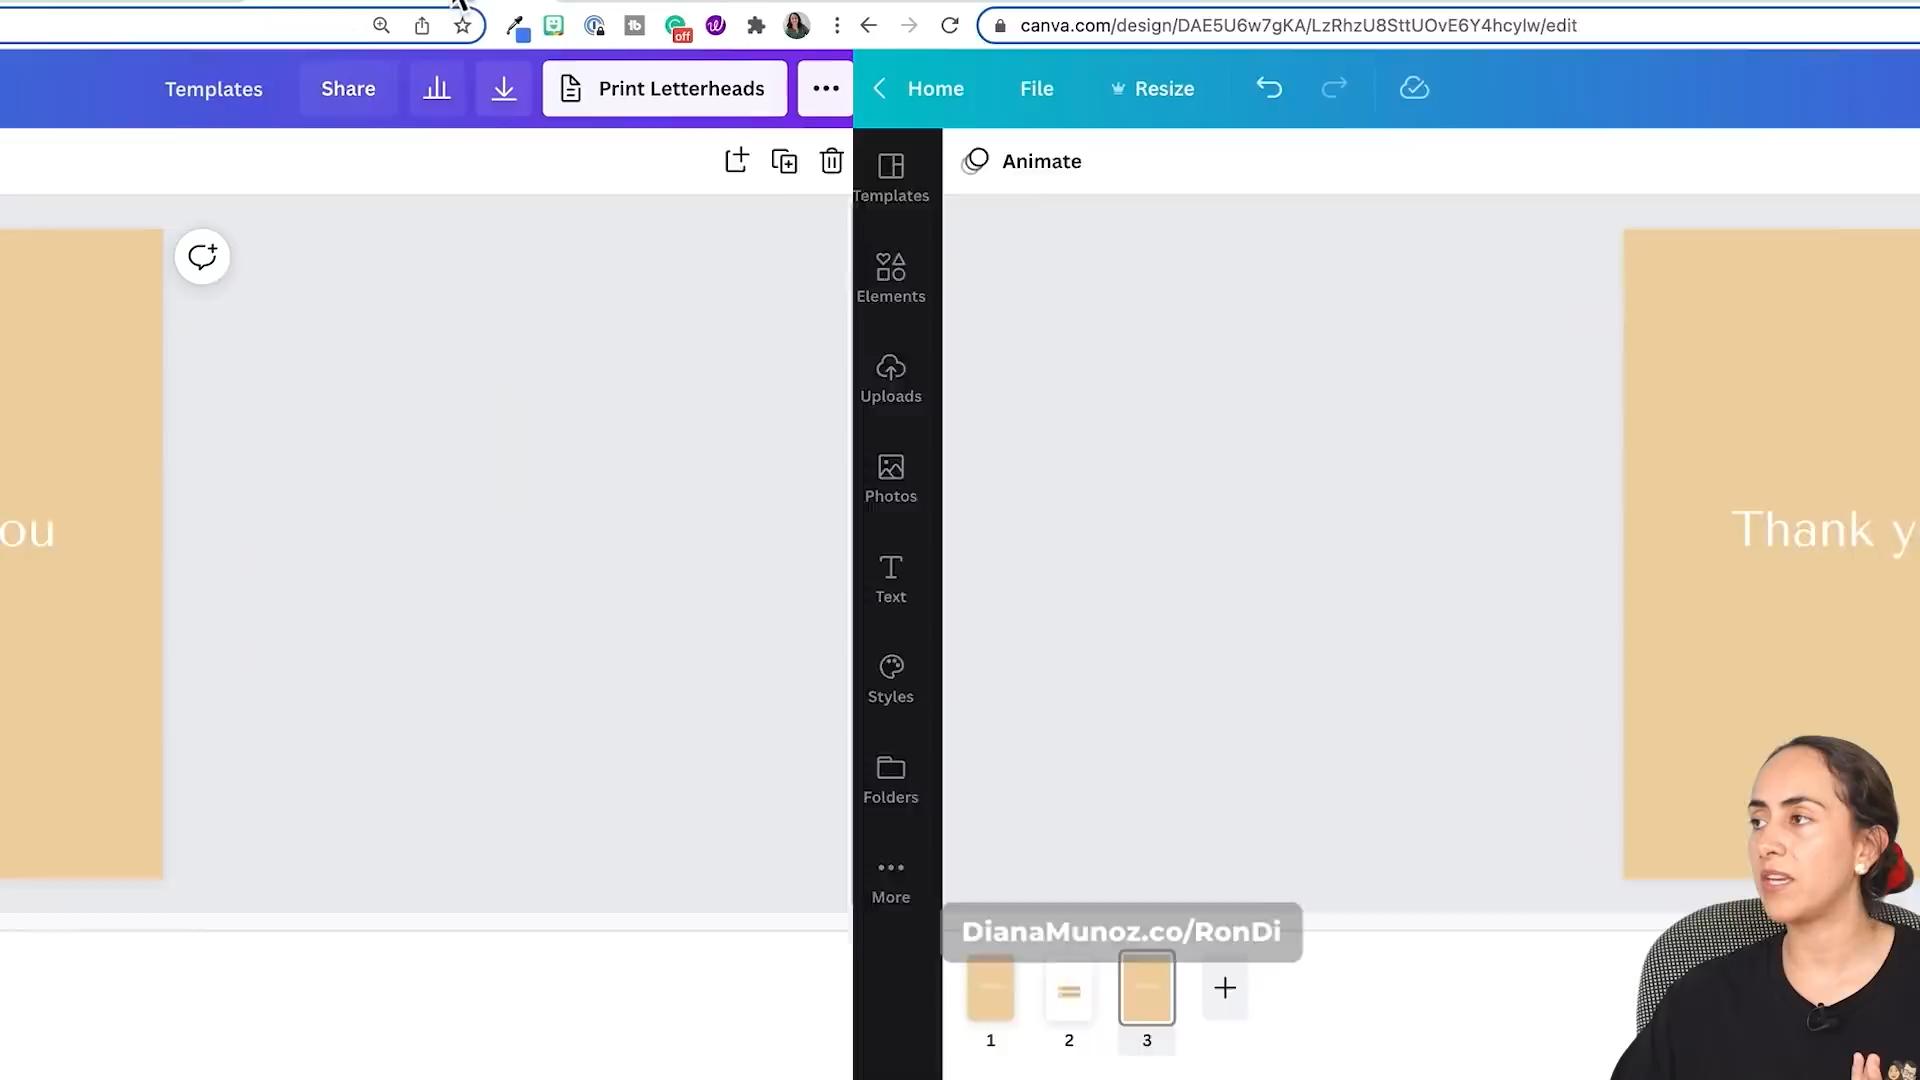 off
canva.com/design/DAE5U6w7gKA/LzRhzU8SttUOvE6Y4hcylw/edit
Templates
Share
Print Letterheads
Home
File
Resize
Animate
Templates
Elements
Uploads
Photos
Text
Styles
Folders
More
ou
Thank y
DianaMunoz.co/RonDi
1
2
3